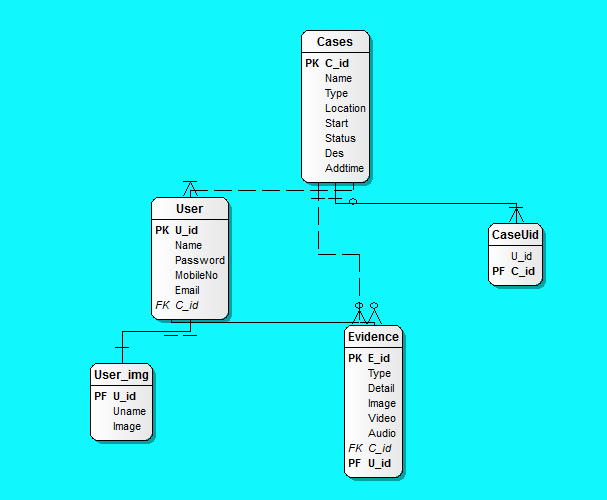 Cases
PK C_id
Name
Type
Location
Start
Status
Des
Addtime
User
PK U_id
Name
Password
MobileNo
Email
FK C_id
CaseUid
U_id
PF C_id
User_img
PF U_id
Uname
Image
Evidence
PK E_id
Type
Detail
Image
Video
Audio
FK C_id
PF U_id